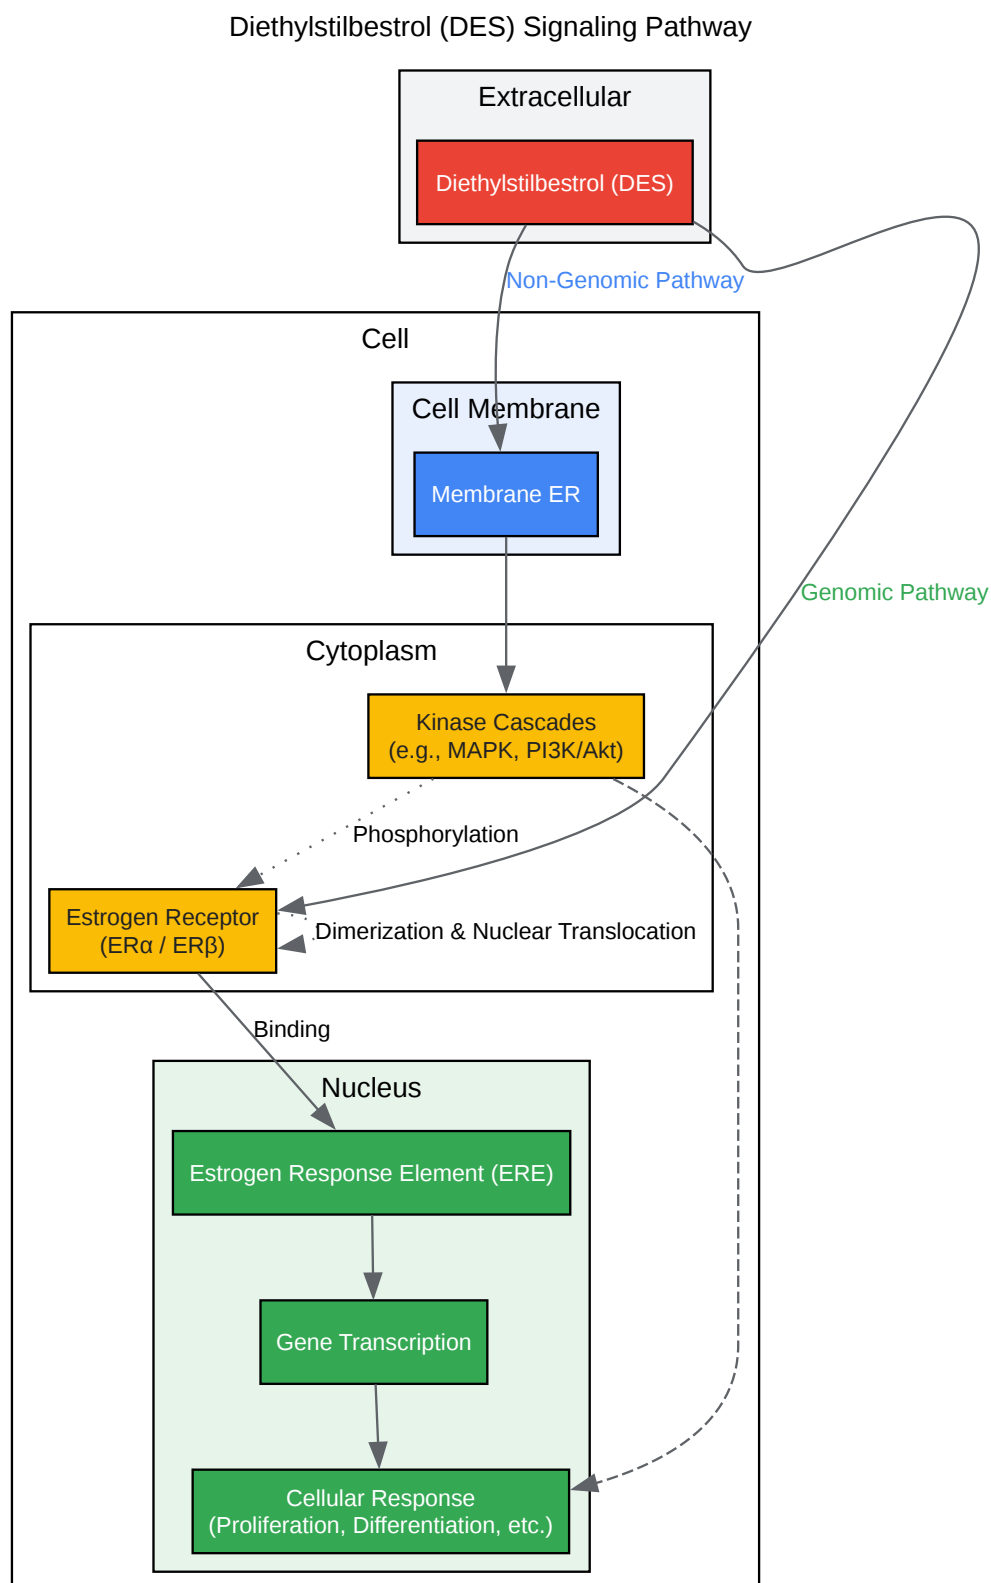 Diethylstilbestrol (DES) Signaling Pathway
Extracellular
Diethylstilbestrol (DES)
Non-Genomic Pathway
Cell
Cell Membrane
Membrane ER
Genomic Pathway
Cytoplasm
Kinase Cascades
(e.g., MAPK, PI3K/Akt)
Phosphorylation
Estrogen Receptor
(ERα / ERβ)
Dimerization & Nuclear Translocation
Binding
Nucleus
Estrogen Response Element (ERE)
Gene Transcription
Cellular Response
(Proliferation, Differentiation, etc.)